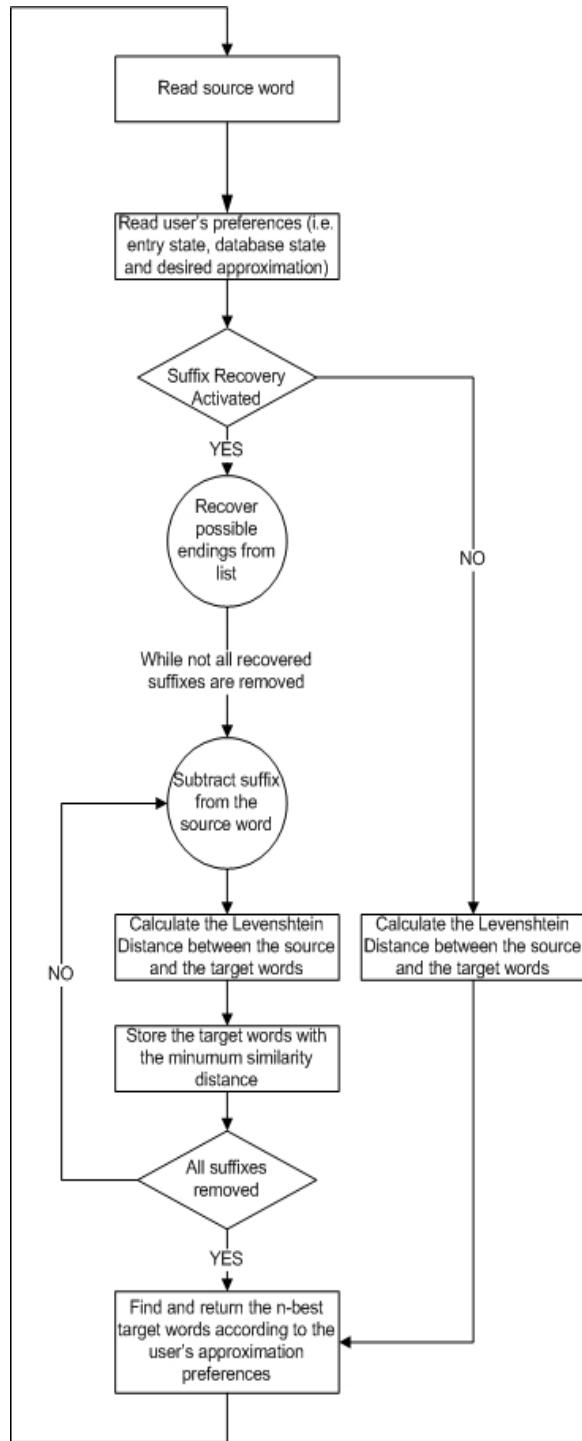 Read source word
Read user's preferences (i.e.
entry state, database state
and desired approximation)
Suffix Recovery
Activated
YES
NO
Recover
possible
endings from
list
While not all recovered
suffixes are removed
Subtract suffix
from the
source word
Calculate the Levenshtein
Distance between the source
and the target words
Calculate the Levenshtein
Distance between the source
and the target words
NO
Store the target words with
the minumum similarity
distance
All suffixes
removed
YES
Find and return the n-best
target words according to the
user's approximation
preferences